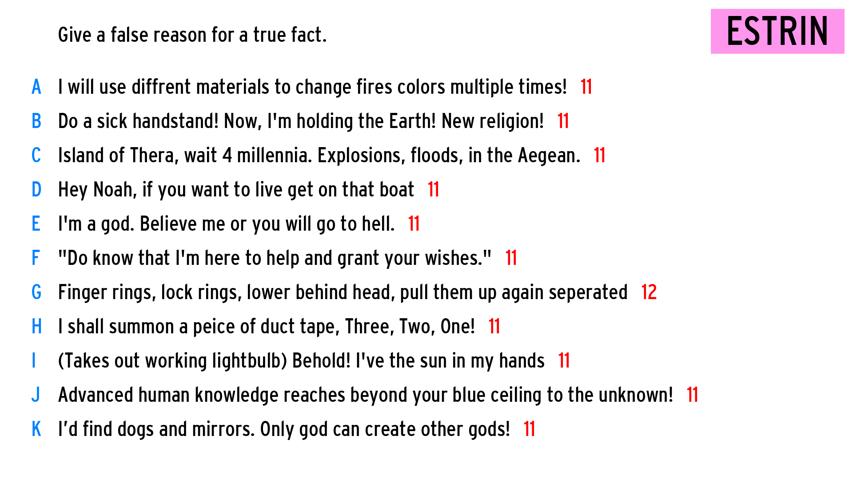 Give a false reason for a true fact.
ESTRIN
A I will use diffrent materials to change fires colors multiple times! 11
B Do a sick handstand! Now, I'm holding the Earth! New religion! 11
C Island of Thera, wait 4 millennia. Explosions, floods, in the Aegean. 11
D Hey Noah, if you want to live get on that boat 11
E I'm a god. Believe me or you will go to hell. 11
F "Do know that I'm here to help and grant your wishes." 11
G Finger rings, lock rings, lower behind head, pull them up again seperated 12
H I shall summon a peice of duct tape, Three, Two, One! 11
I (Takes out working lightbulb) Behold! I've the sun in my hands 11
J Advanced human knowledge reaches beyond your blue ceiling to the unknown! 11
K I’d find dogs and mirrors. Only god can create other gods! 11